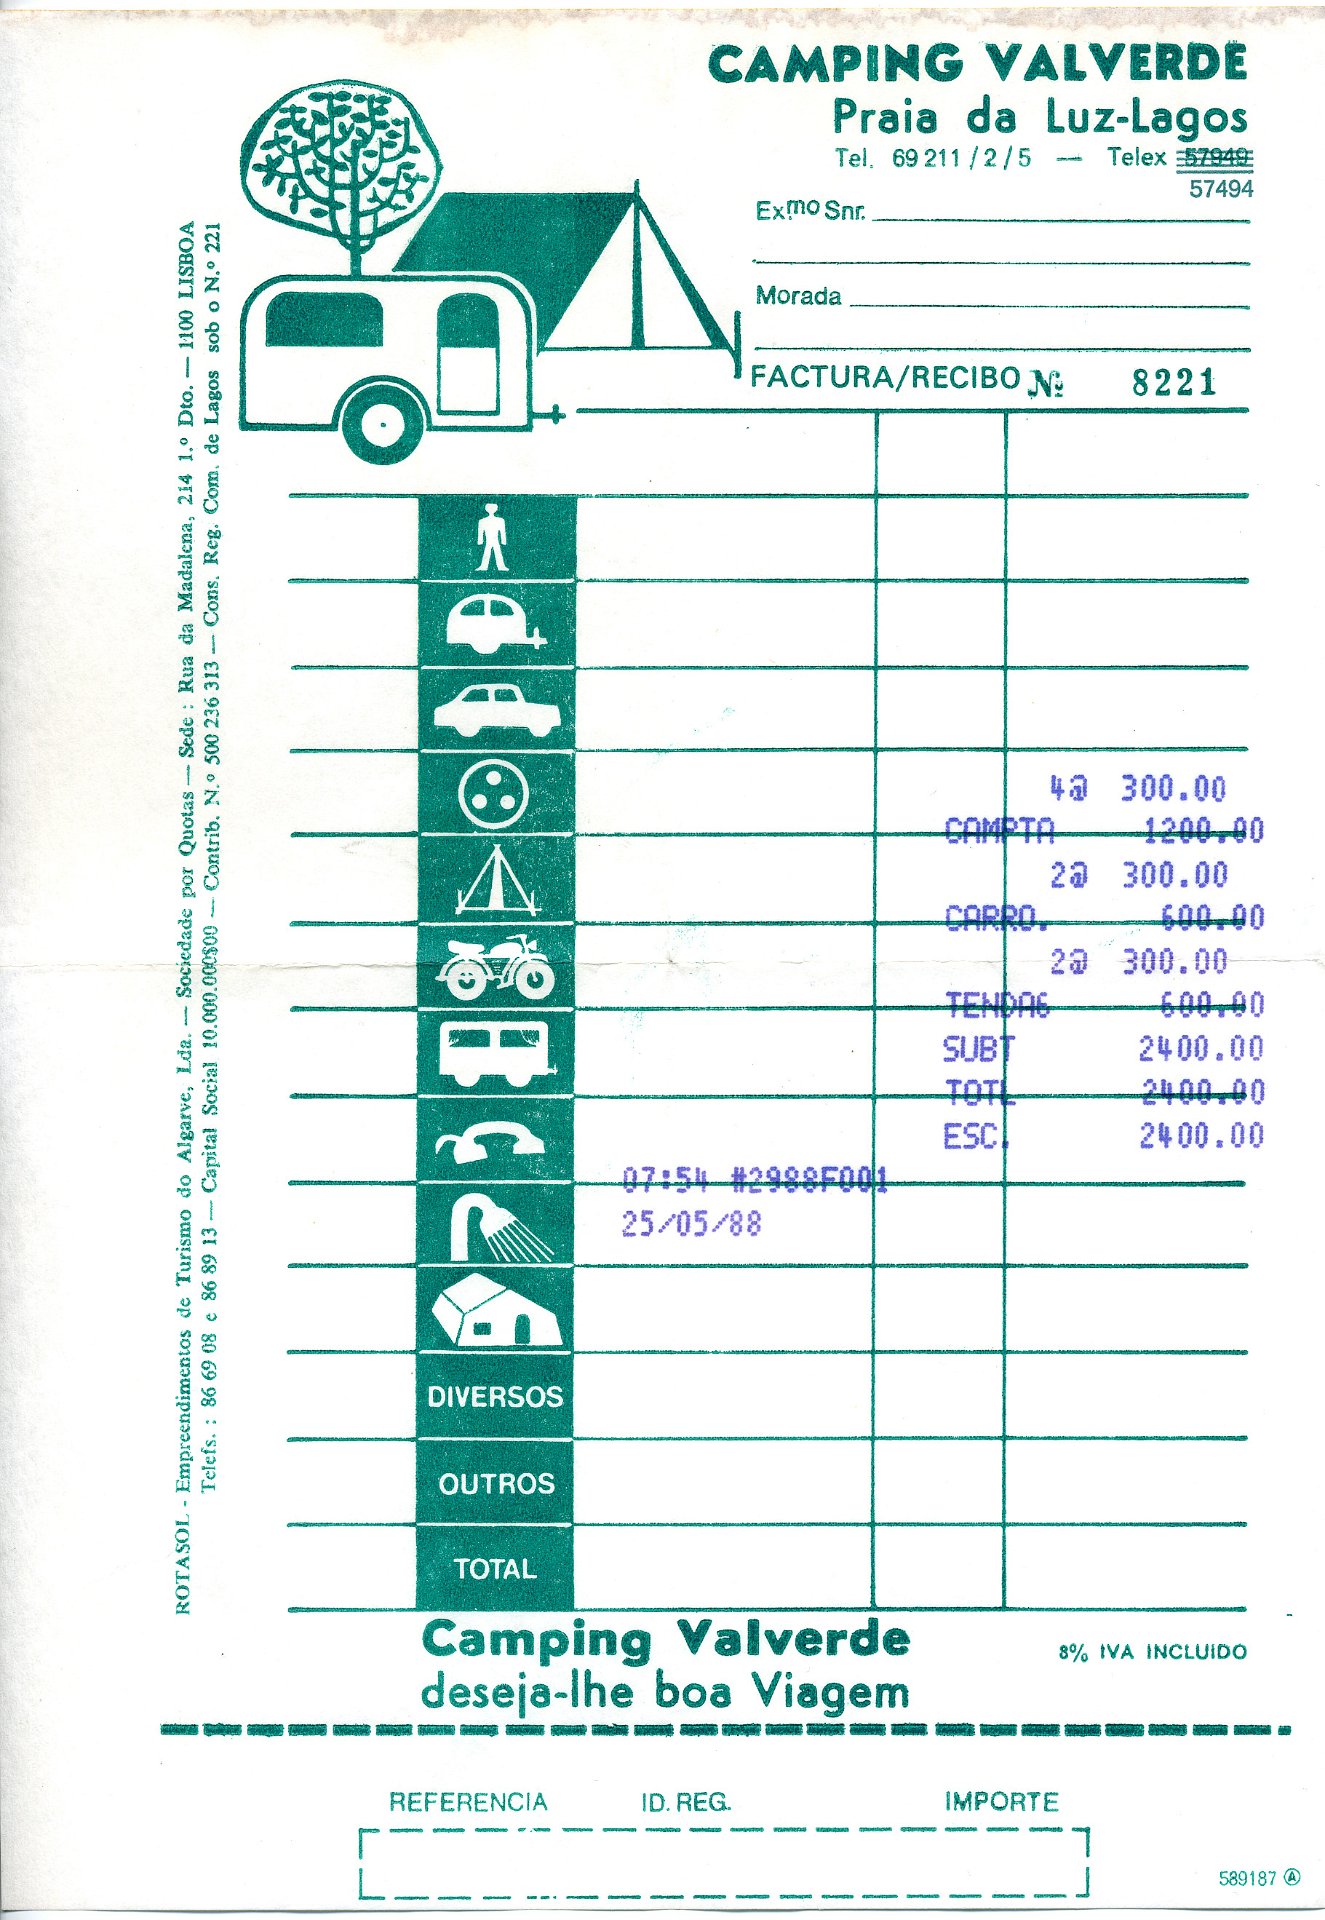 CAMPING VALVERDE
Praia da Luz-Lagos
Tel. 69 211 / 2 / 5 — Telex 57949
57494
Ex.mo Snr.
Morada
FACTURA/RECIBO Nº 8221
4@ 300.00
CAMPTA 1200.00
2@ 300.00
CARRO. 600.00
2@ 300.00
TENDA6 600.00
SUBT 2400.00
TOTL 2400.00
ESC. 2400.00
07:54 #2988F001
25/05/88
DIVERSOS
OUTROS
TOTAL
Camping Valverde
deseja-lhe boa Viagem
8% IVA INCLUIDO
REFERENCIA ID. REG. IMPORTE
589187 A
ROTASOL - Empreendimentos de Turismo do Algarve, Lda. — Sociedade por Quotas — Sede : Rua da Madalena, 214 1.º Dto. — 1100 LISBOA
Telefs. : 86 69 08 e 86 89 13 — Capital Social 10.000.000$00 — Contrib. N.º 500 236 313 — Cons. Reg. Com. de Lagos sob o N.º 221